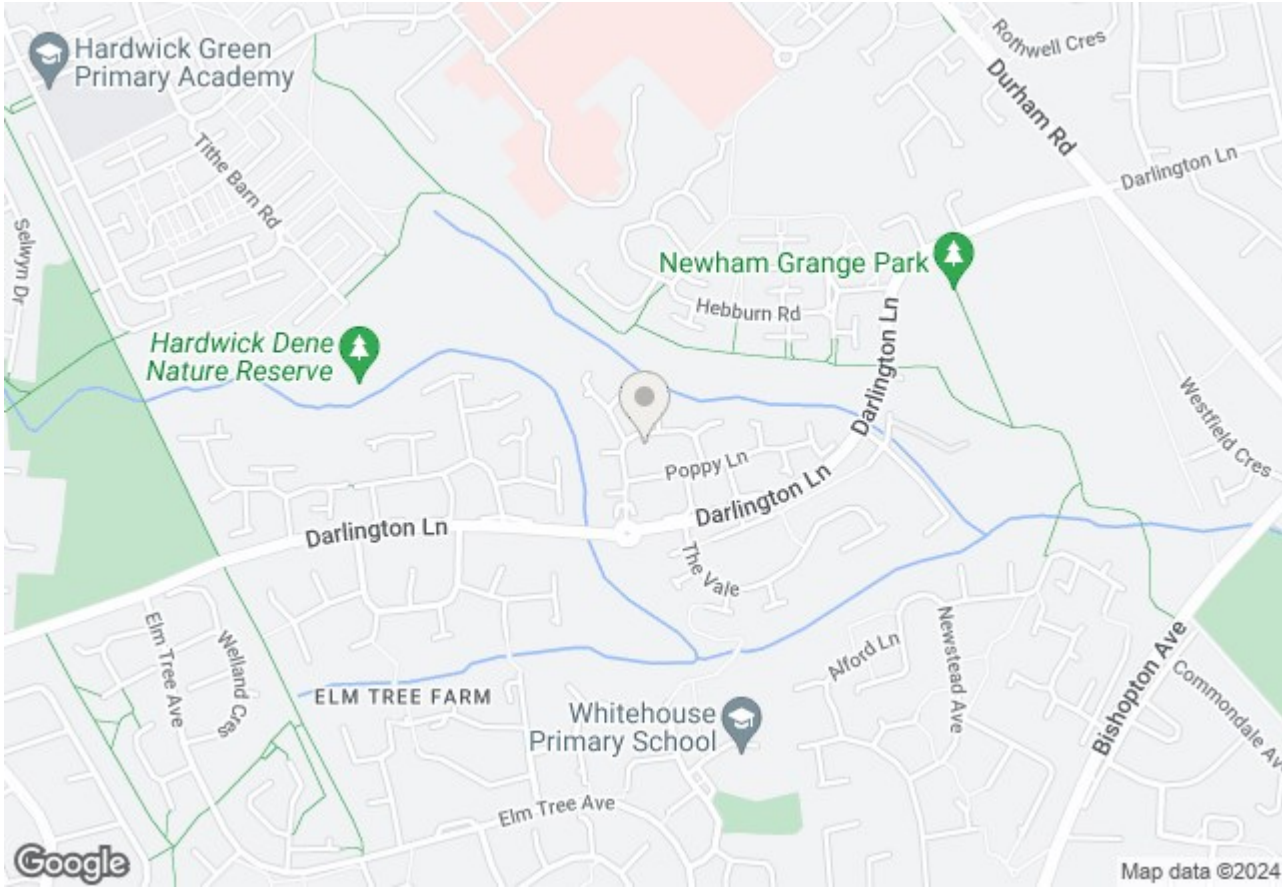 Hardwick Green
Primary Academy
Rothwell Cres
Durham Rd
Darlington Ln
Tithe Barn Rd
Selwyn Dr
Newham Grange Park
Hebburn Rd
Hardwick Dene
Nature Reserve
Darlington Ln
Westfield Cres
Poppy Ln
Darlington Ln
Darlington Ln
The Vale
Elm Tree Ave
Welland Cres
Alford Ln
Newstead Ave
Bishopton Ave
Commondale Av
ELM TREE FARM
Whitehouse
Primary School
Elm Tree Ave
Google
Map data ©2024